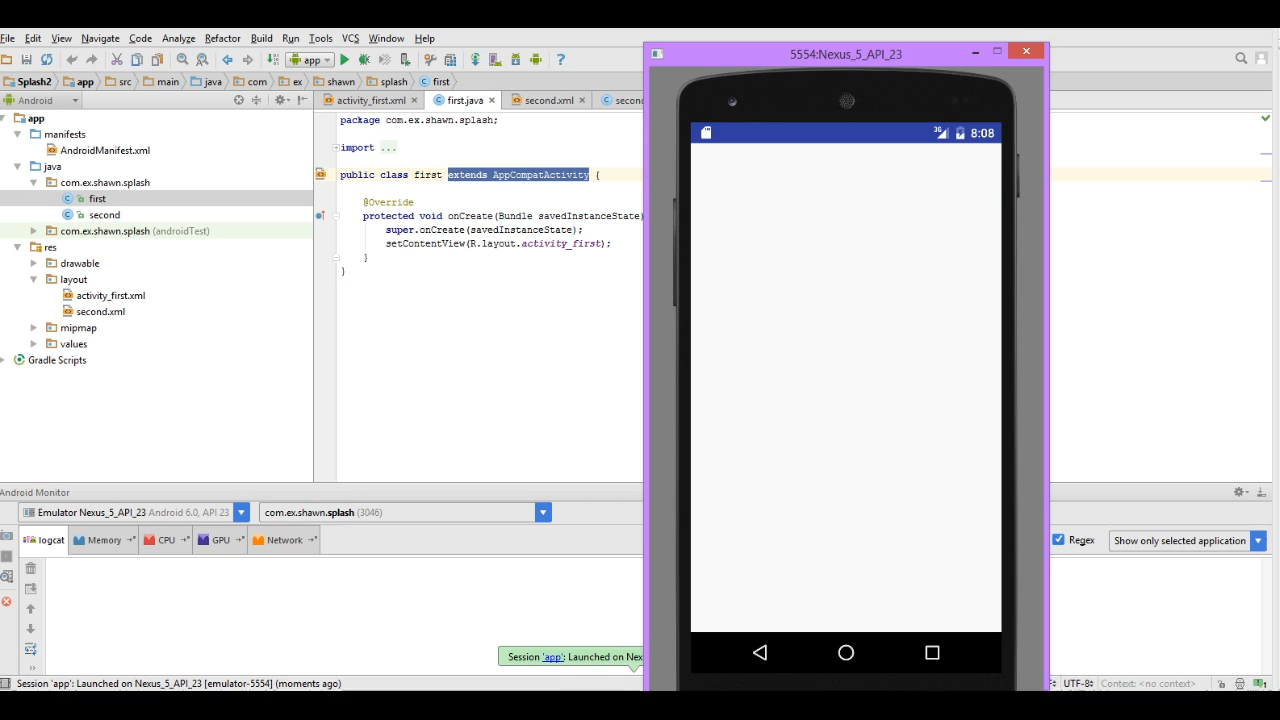 File Edit View Navigate Code Analyze Refactor Build Run Tools VCS Window Help
5554:Nexus_5_API_23
app
Splash2 app src main java com ex shawn splash first
Android
activity_first.xml first.java second.xml
app
manifests
AndroidManifest.xml
java
com.ex.shawn.splash
first
second
com.ex.shawn.splash (androidTest)
res
drawable
layout
activity_first.xml
second.xml
mipmap
values
Gradle Scripts
package com.ex.shawn.splash;
import ...
public class first extends AppCompatActivity {
@Override
protected void onCreate(Bundle savedInstanceState)
super.onCreate(savedInstanceState);
setContentView(R.layout.activity_first);
}
}
3G 8:08
Android Monitor
Emulator Nexus_5_API_23 Android 6.0, API 23 com.ex.shawn.splash (3046)
logcat Memory CPU GPU Network
Regex Show only selected application
Session 'app': Launched on Nex
Session 'app': Launched on Nexus_5_API_23 [emulator-5554] (moments ago)
UTF-8 Context: <no context> 1